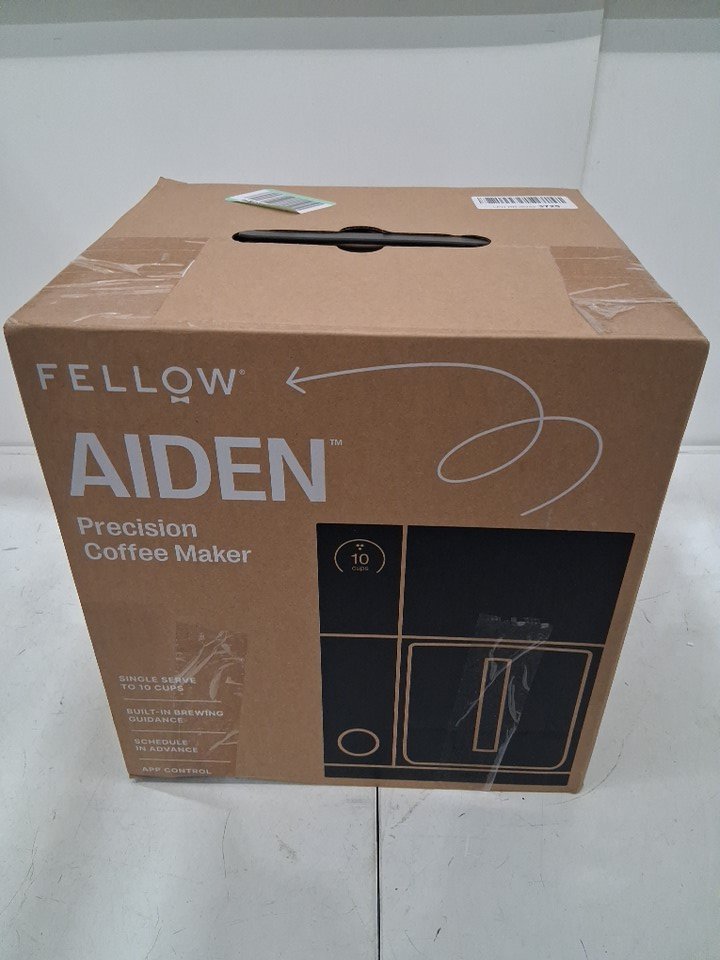 FELLOW®
AIDEN™
Precision
Coffee Maker
10
cups
SINGLE SERVE
TO 10 CUPS
BUILT-IN BREWING
GUIDANCE
SCHEDULE
IN ADVANCE
APP CONTROL